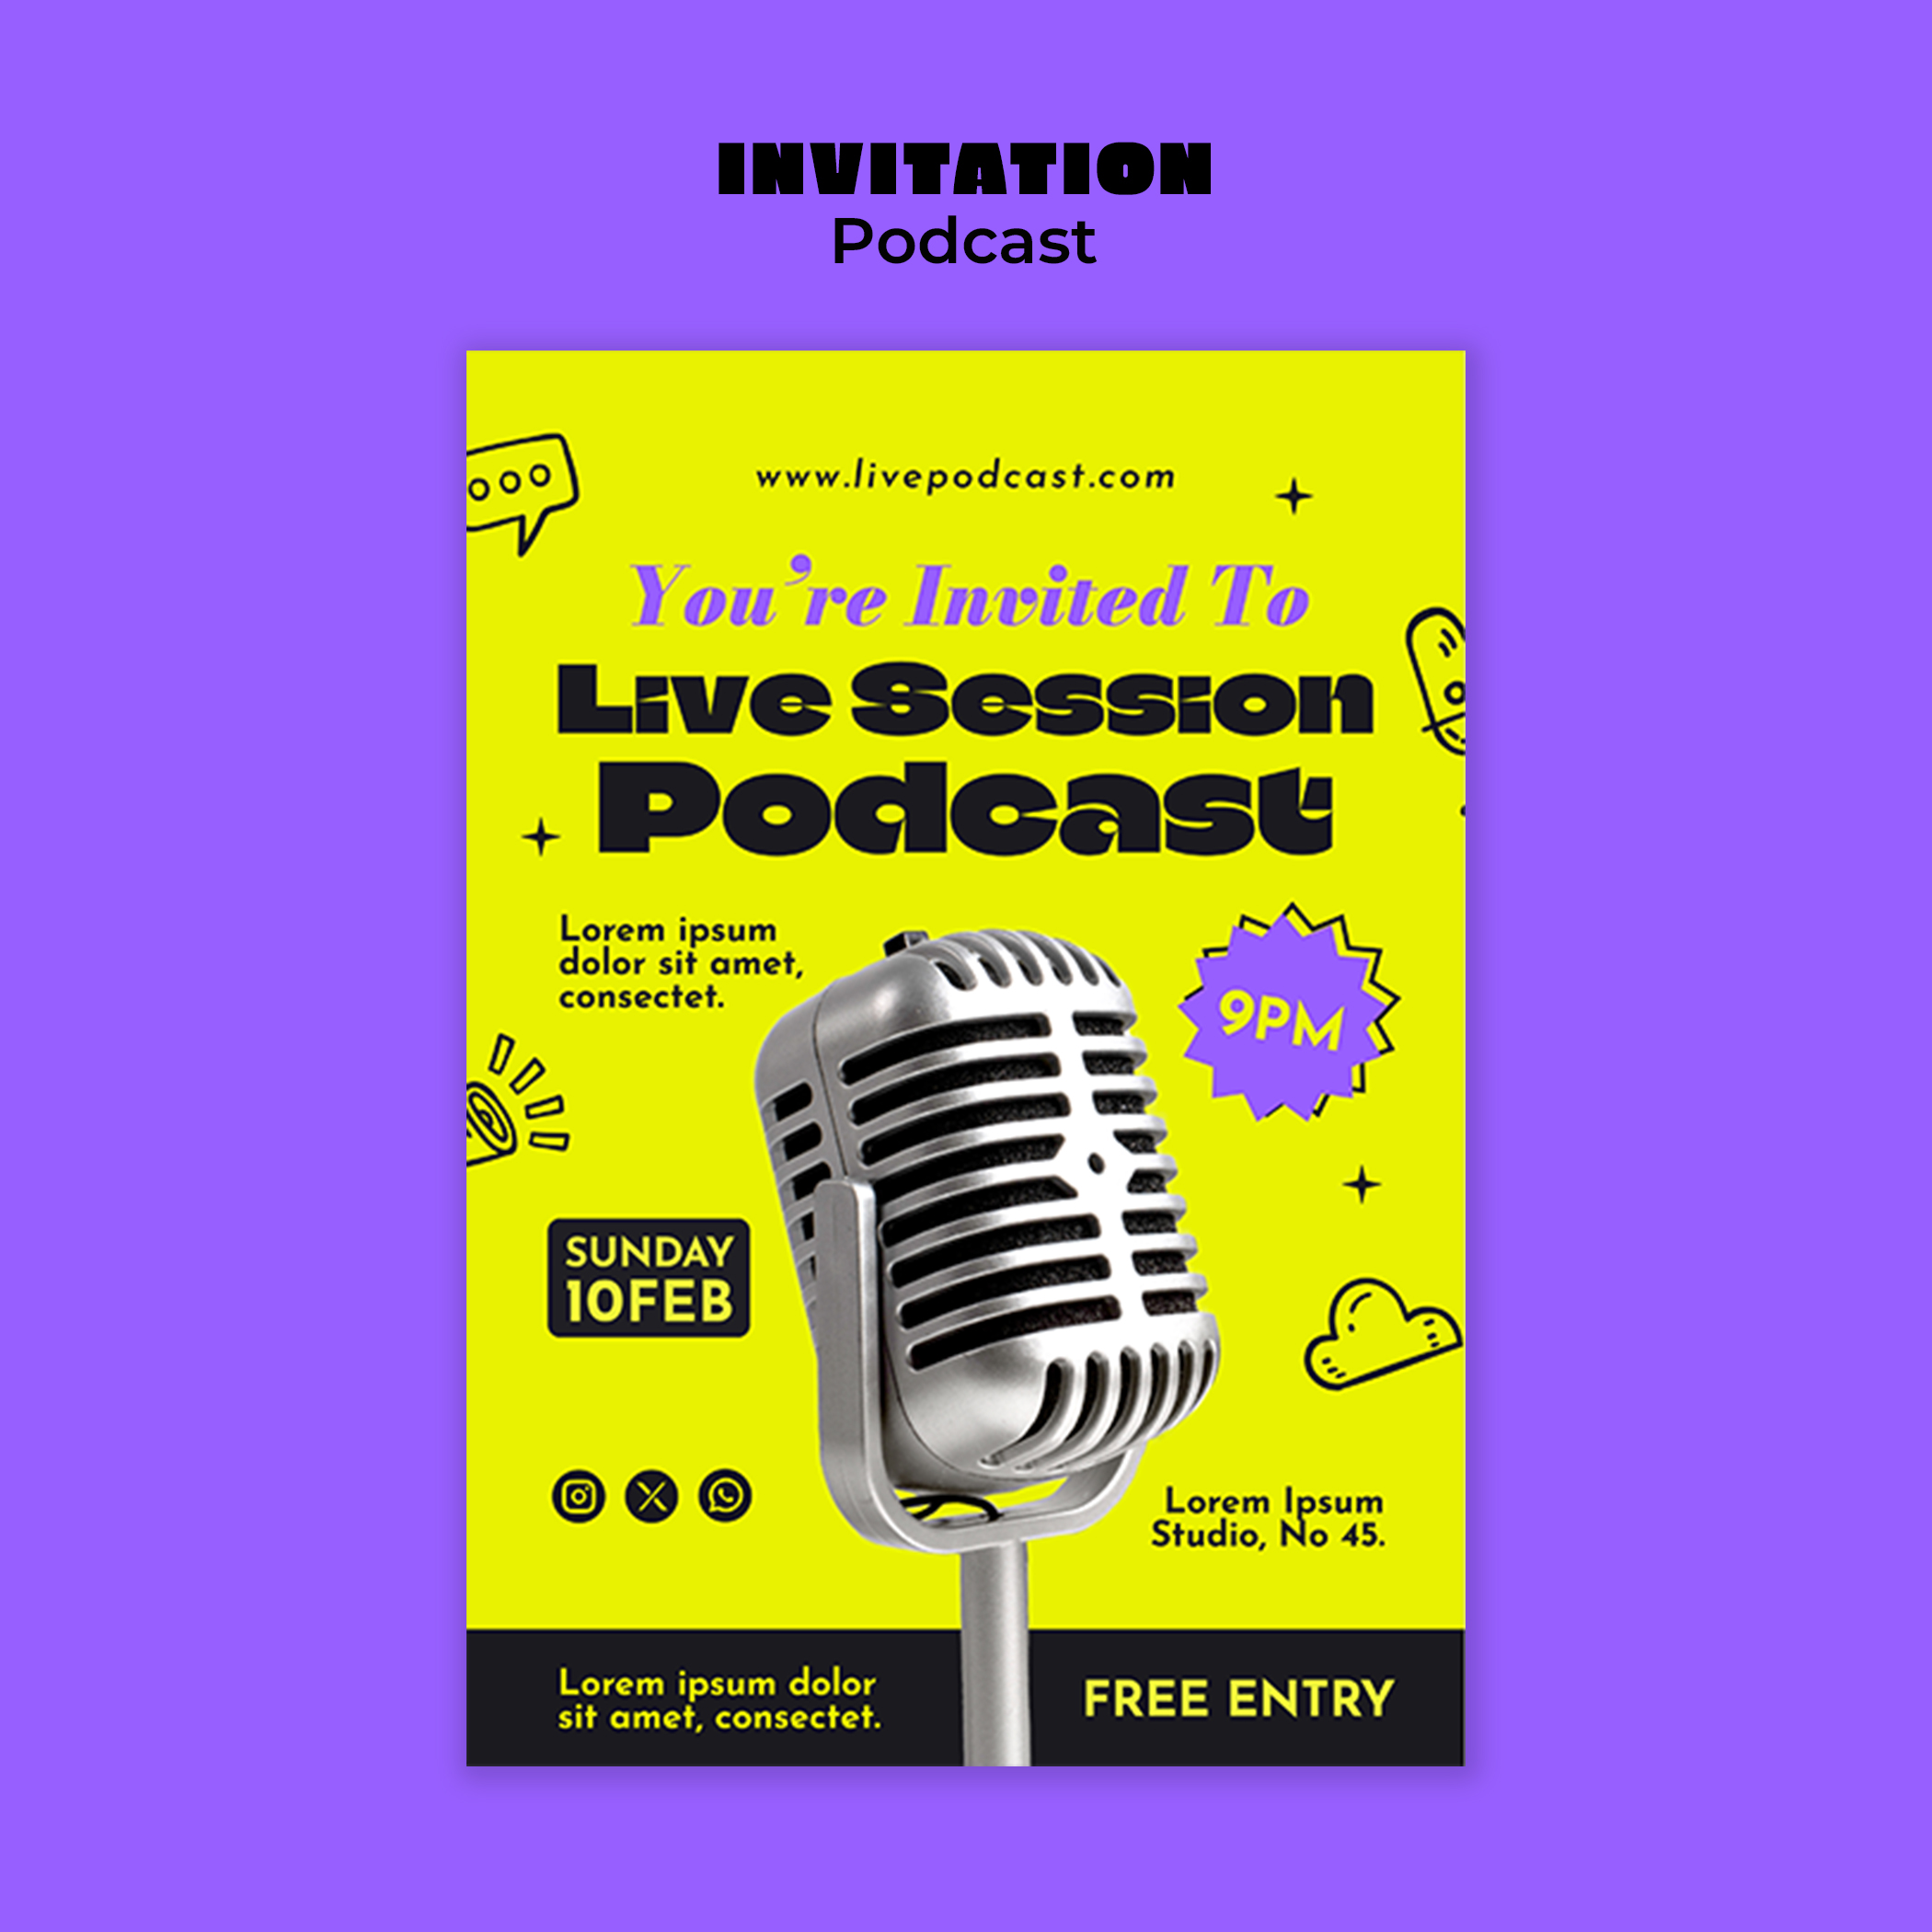 INVITATION
Podcast
www.livepodcast.com
You're Invited To
Live Session
Podcast
Lorem ipsum
dolor sit amet,
consectet.
9PM
SUNDAY
10FEB
Lorem Ipsum
Studio, No 45.
Lorem ipsum dolor
sit amet, consectet.
FREE ENTRY